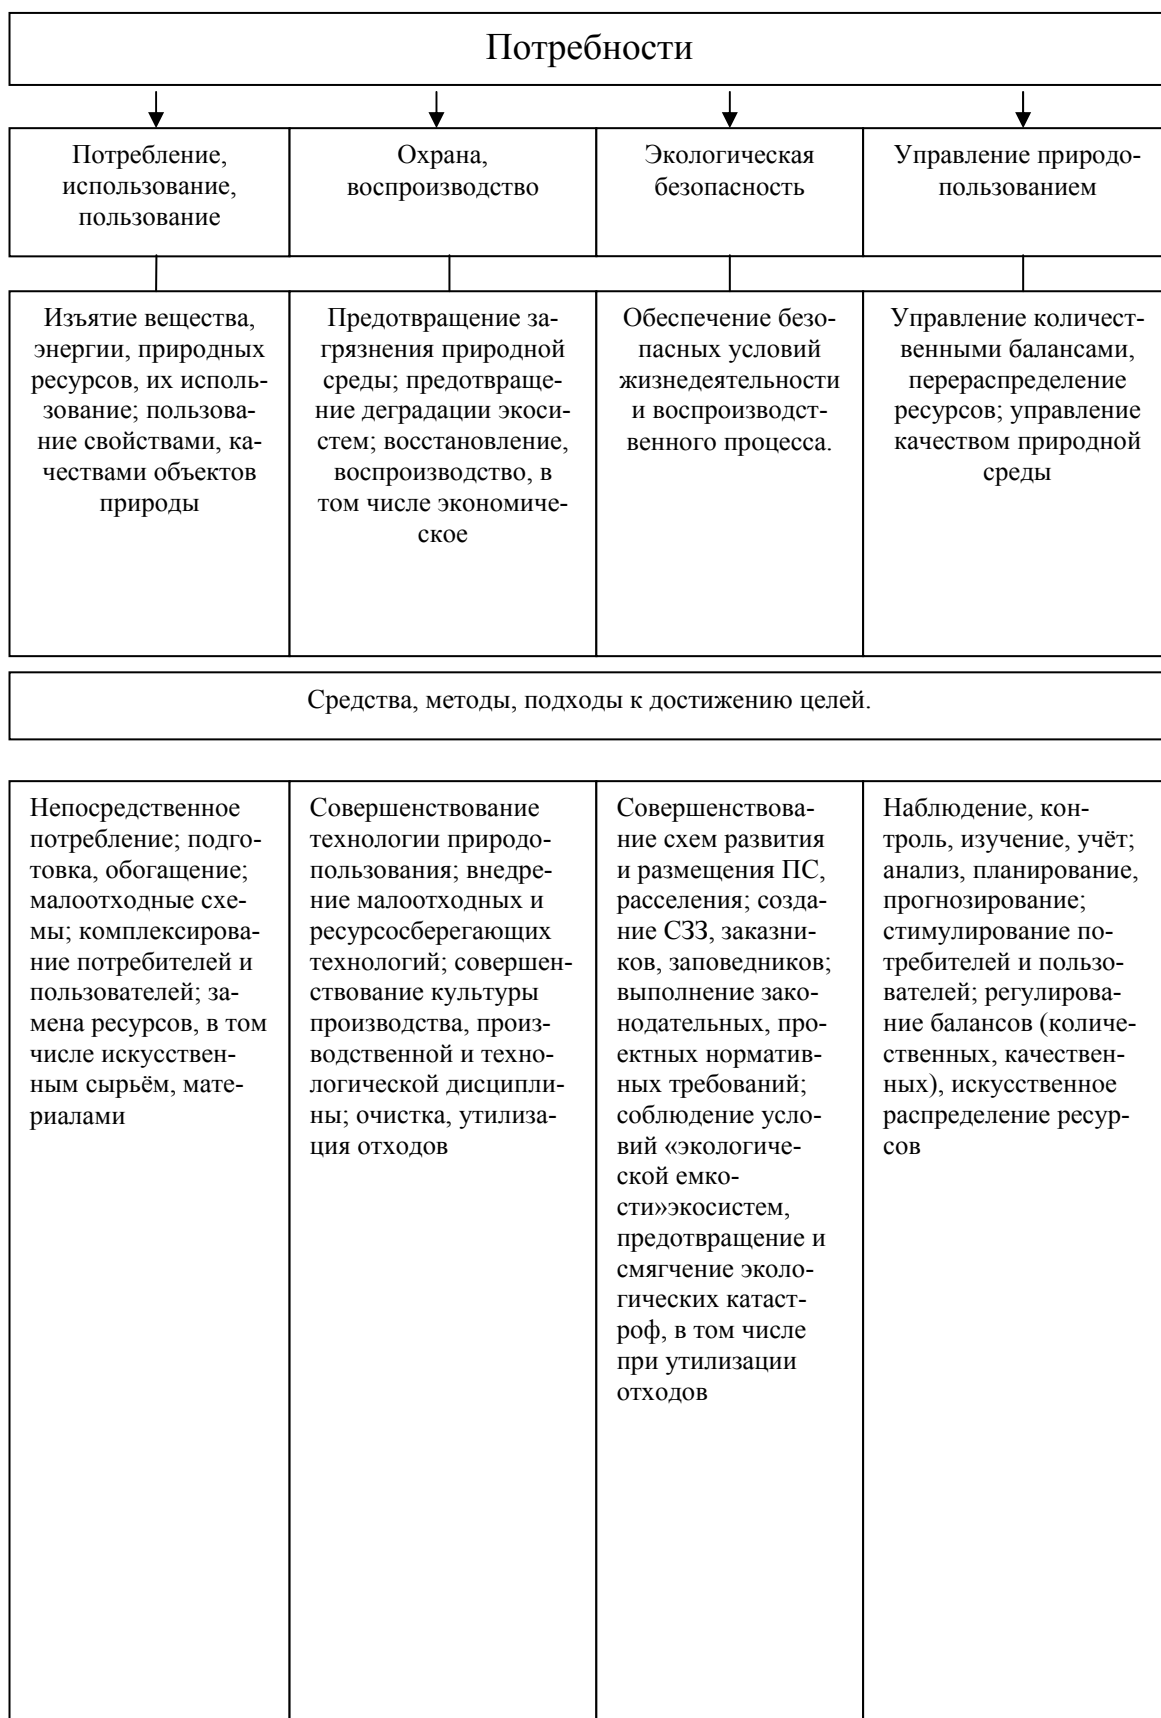 Потребности
Потребление,
использование,
пользование
Охрана,
воспроизводство
Экологическая
безопасность
Управление природо-
пользованием
Изъятие вещества,
энергии, природных
ресурсов, их исполь-
зование; пользова-
ние свойствами, ка-
чествами объектов
природы
Предотвращение за-
грязнения природной
среды; предотвраще-
ние деградации экоси-
стем; восстановление,
воспроизводство, в
том числе экономиче-
ское
Обеспечение безо-
пасных условий
жизнедеятельности
и воспроизводст-
венного процесса.
Управление количест-
венными балансами,
перераспределение
ресурсов; управление
качеством природной
среды
Средства, методы, подходы к достижению целей.
Непосредственное
потребление; подго-
товка, обогащение;
малоотходные схе-
мы; комплексирова-
ние потребителей и
пользователей; за-
мена ресурсов, в том
числе искусствен-
ным сырьём, мате-
риалами
Совершенствование
технологии природо-
пользования; внедре-
ние малоотходных и
ресурсосберегающих
технологий; совершен-
ствование культуры
производства, произ-
водственной и техно-
логической дисципли-
ны; очистка, утилиза-
ция отходов
Совершенствова-
ние схем развития
и размещения ПС,
расселения; созда-
ние СЗЗ, заказни-
ков, заповедников;
выполнение зако-
нодательных, про-
ектных норматив-
ных требований;
соблюдение усло-
вий «экологиче-
ской емко-
сти»экосистем,
предотвращение и
смягчение эколо-
гических катаст-
роф, в том числе
при утилизации
отходов
Наблюдение, кон-
троль, изучение, учёт;
анализ, планирование,
прогнозирование;
стимулирование по-
требителей и пользо-
вателей; регулирова-
ние балансов (количе-
ственных, качествен-
ных), искусственное
распределение ресур-
сов